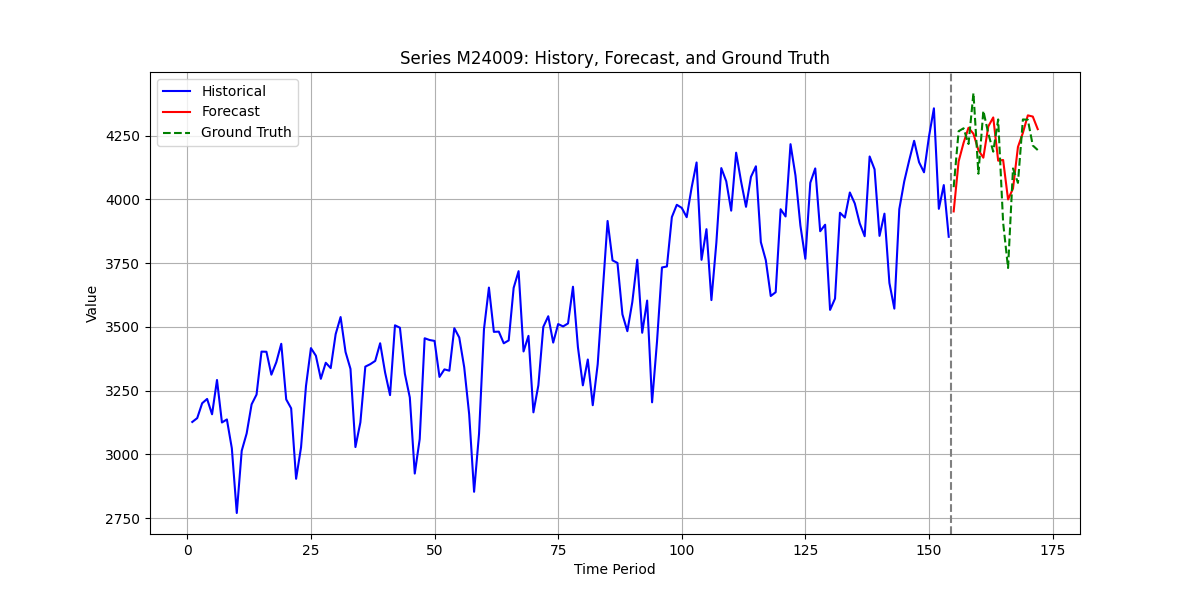 Series M24009: History, Forecast, and Ground Truth
Historical
Forecast
Ground Truth
4250
4000
3750
3500
3250
3000
2750
Value
0 25 50 75 100 125 150 175
Time Period